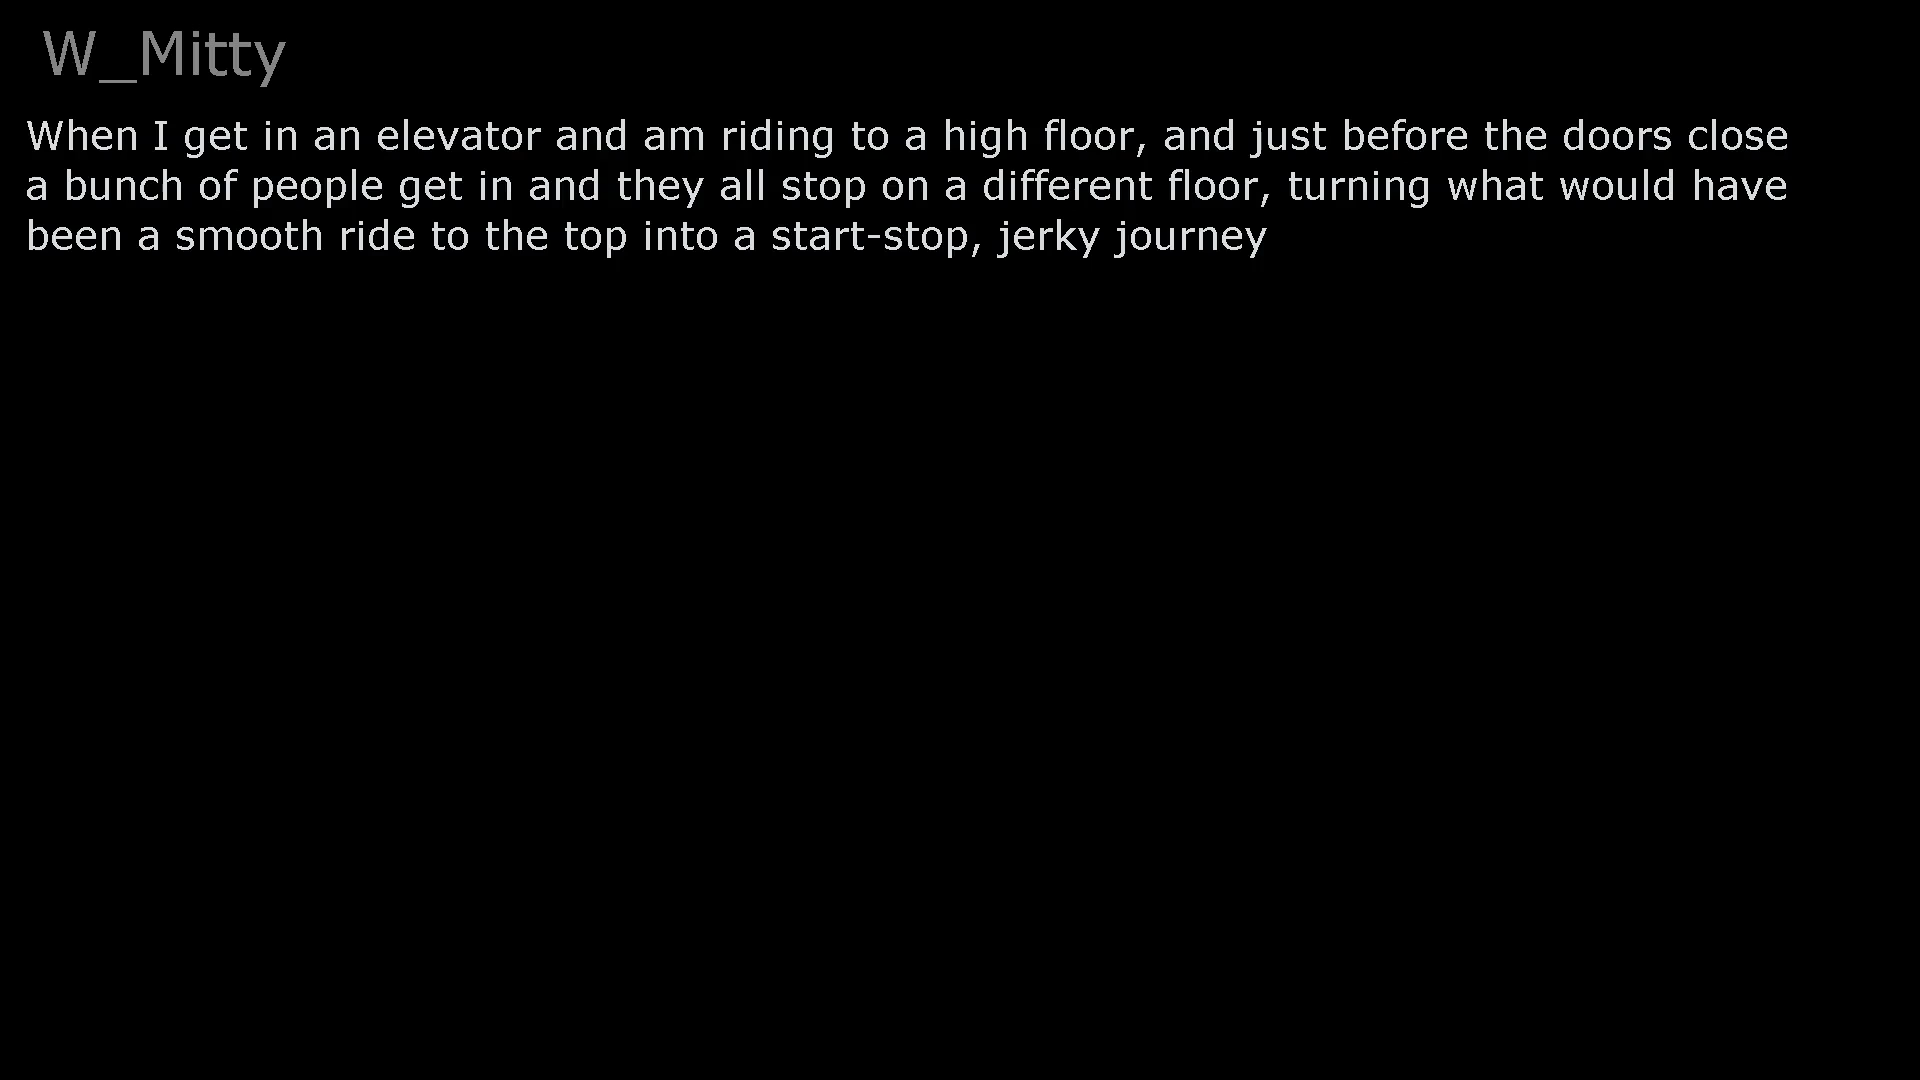 W_Mitty
When I get in an elevator and am riding to a high floor, and just before the doors close
a bunch of people get in and they all stop on a different floor, turning what would have
been a smooth ride to the top into a start-stop, jerky journey